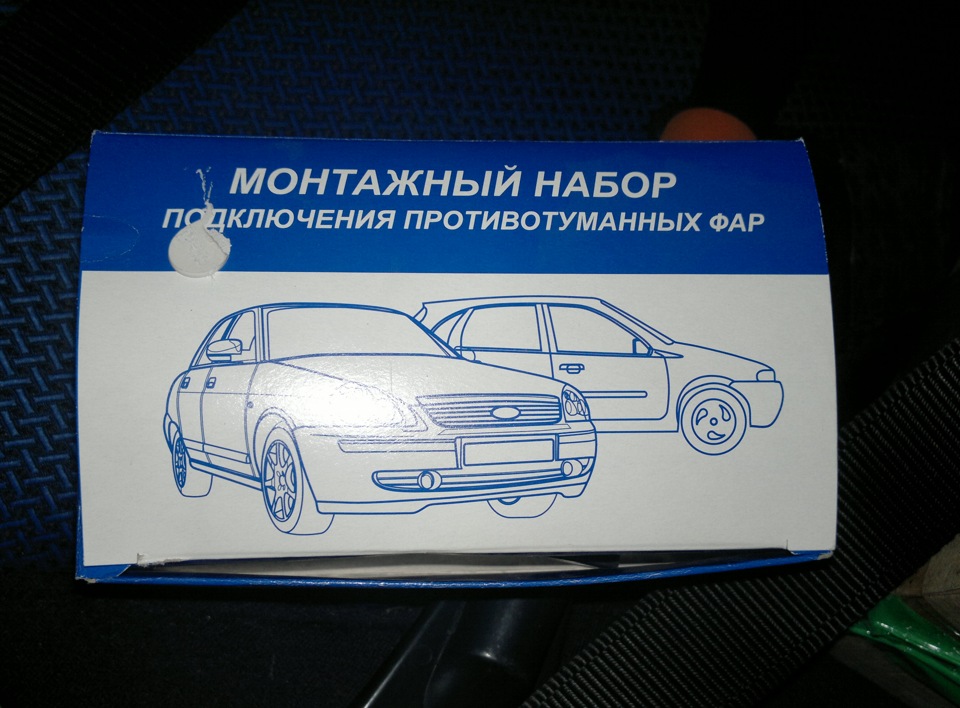 МОНТАЖНЫЙ НАБОР
ПОДКЛЮЧЕНИЯ ПРОТИВОТУМАННЫХ ФАР